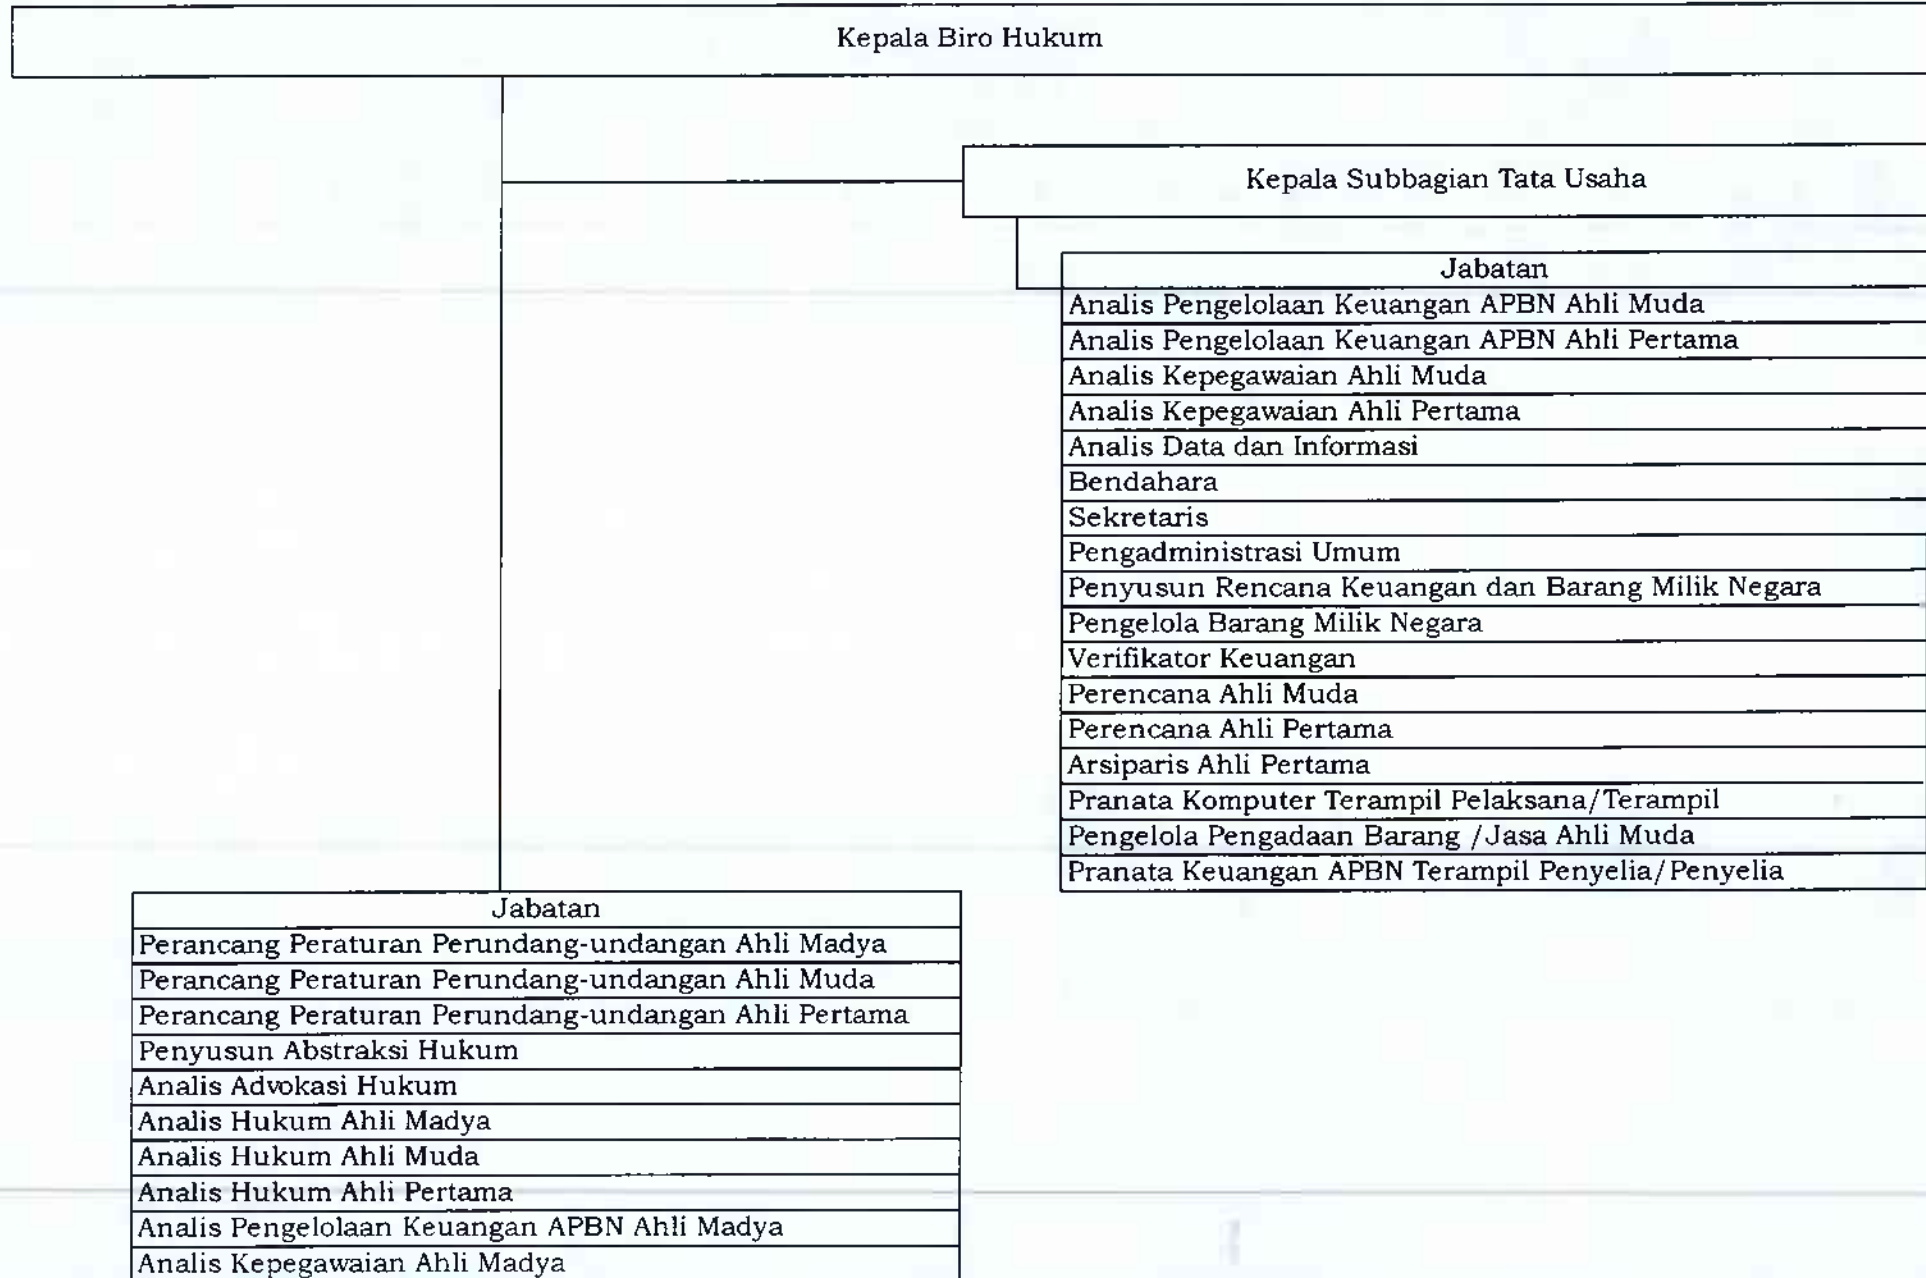 Kepala Biro Hukum
Kepala Subbagian Tata Usaha
Jabatan
Analis Pengelolaan Keuangan APBN Ahli Muda
Analis Pengelolaan Keuangan APBN Ahli Pertama
Analis Kepegawaian Ahli Muda
Analis Kepegawaian Ahli Pertama
Analis Data dan Informasi
Bendahara
Sekretaris
Pengadministrasi Umum
Penyusun Rencana Keuangan dan Barang Milik Negara
Pengelola Barang Milik Negara
Verifikator Keuangan
Perencana Ahli Muda
Perencana Ahli Pertama
Arsiparis Ahli Pertama
Pranata Komputer Terampil Pelaksana/Terampil
Pengelola Pengadaan Barang /Jasa Ahli Muda
Pranata Keuangan APBN Terampil Penyelia/Penyelia
Jabatan
Perancang Peraturan Perundang-undangan Ahli Madya
Perancang Peraturan Perundang-undangan Ahli Muda
Perancang Peraturan Perundang-undangan Ahli Pertama
Penyusun Abstraksi Hukum
Analis Advokasi Hukum
Analis Hukum Ahli Madya
Analis Hukum Ahli Muda
Analis Hukum Ahli Pertama
Analis Pengelolaan Keuangan APBN Ahli Madya
Analis Kepegawaian Ahli Madya